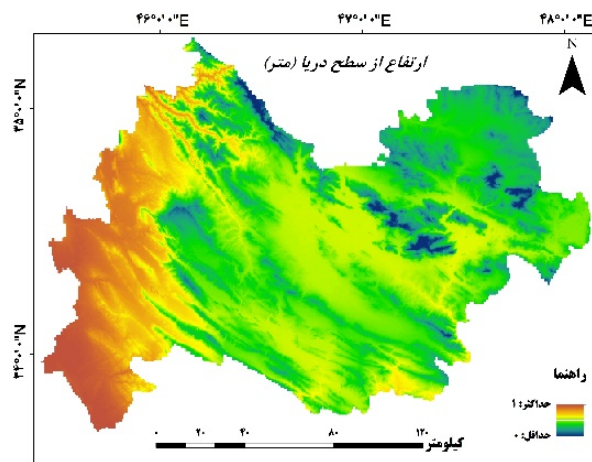 ۴۶°۰'۰"E ۴۷°۰'۰"E ۴۸°۰'۰"E
ارتفاع از سطح دریا (متر)
N
۳۵°۰'۰"N
۳۴°۰'۰"N
راهنما
حداکثر: ۱
حداقل: ۰
۰ ۲۰ ۴۰ ۸۰ ۱۲۰
کیلومتر